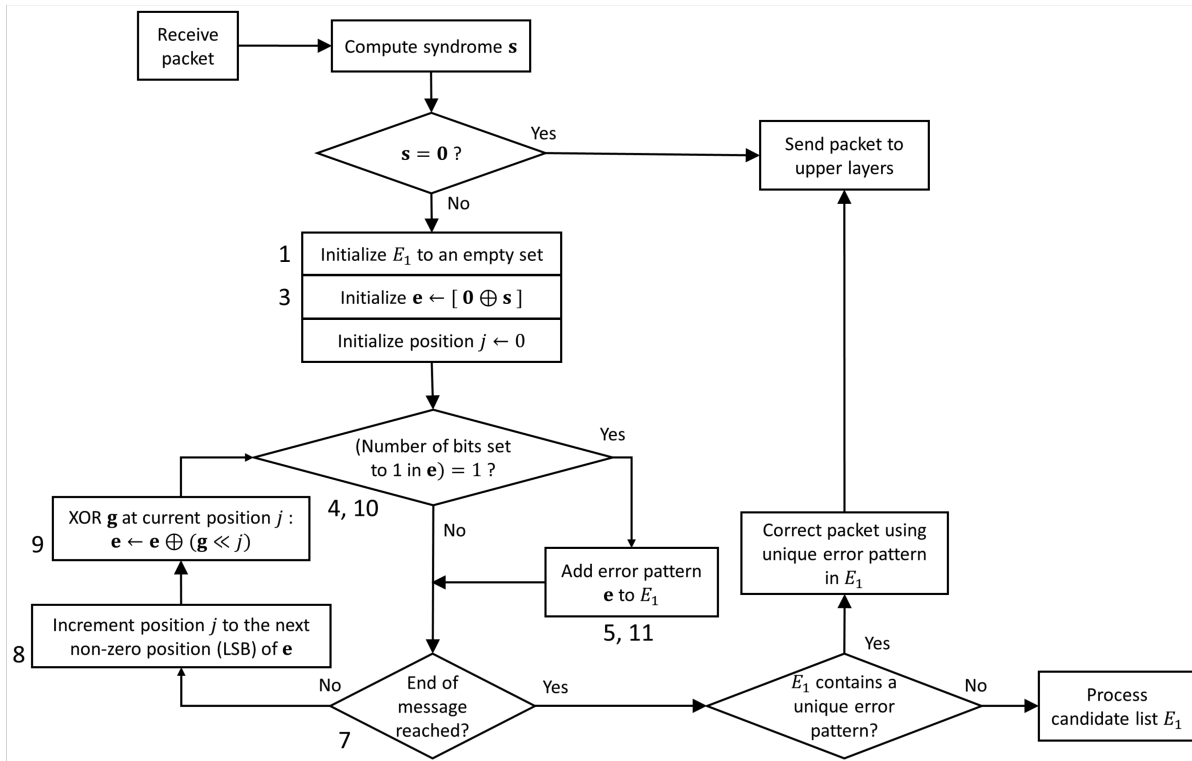 Receive
packet
Compute syndrome s
s = 0 ?
Yes
No
Send packet to
upper layers
1
Initialize E₁ to an empty set
3
Initialize e ← [ 0 ⊕ s ]
Initialize position j ← 0
(Number of bits set
to 1 in e) = 1 ?
Yes
4, 10
No
9
XOR g at current position j :
e ← e ⊕ (g ≪ j)
Add error pattern
e to E₁
5, 11
Correct packet using
unique error pattern
in E₁
8
Increment position j to the next
non-zero position (LSB) of e
No
End of
message
reached?
7
Yes
E₁ contains a
unique error
pattern?
Yes
No
Process
candidate list E₁